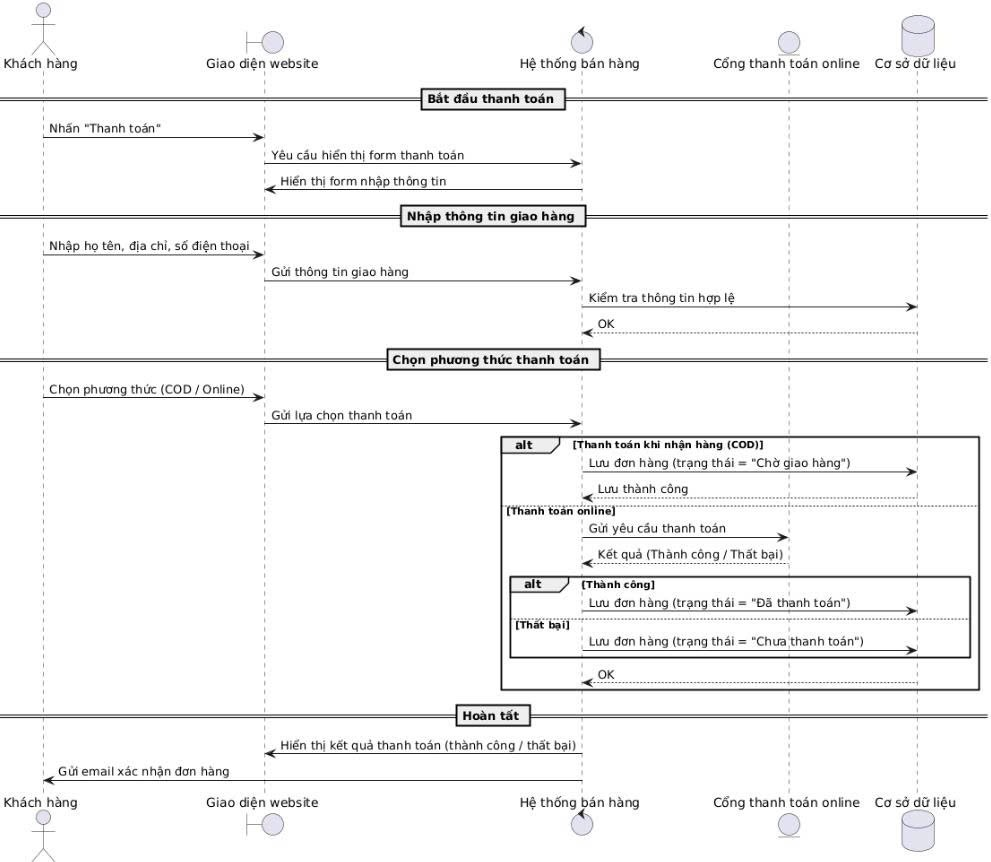 Khách hàng
Giao diện website
Hệ thống bán hàng
Cổng thanh toán online
Cơ sở dữ liệu
Bắt đầu thanh toán
Nhấn "Thanh toán"
Yêu cầu hiển thị form thanh toán
Hiển thị form nhập thông tin
Nhập thông tin giao hàng
Nhập họ tên, địa chỉ, số điện thoại
Gửi thông tin giao hàng
Kiểm tra thông tin hợp lệ
OK
Chọn phương thức thanh toán
Chọn phương thức (COD / Online)
Gửi lựa chọn thanh toán
alt
[Thanh toán khi nhận hàng (COD)]
Lưu đơn hàng (trạng thái = "Chờ giao hàng")
Lưu thành công
[Thanh toán online]
Gửi yêu cầu thanh toán
Kết quả (Thành công / Thất bại)
alt
[Thành công]
Lưu đơn hàng (trạng thái = "Đã thanh toán")
[Thất bại]
Lưu đơn hàng (trạng thái = "Chưa thanh toán")
OK
Hoàn tất
Hiển thị kết quả thanh toán (thành công / thất bại)
Gửi email xác nhận đơn hàng
Khách hàng
Giao diện website
Hệ thống bán hàng
Cổng thanh toán online
Cơ sở dữ liệu